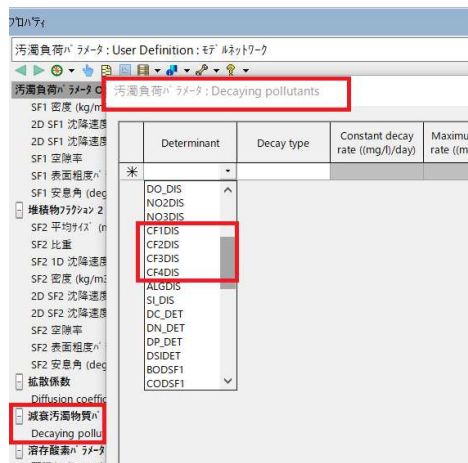 プロパティ
汚濁負荷パラメータ : User Definition : モデルネットワーク
汚濁負荷パラメータ : Decaying pollutants
SF1 密度 (kg/m
2D SF1 沈降速度
2D SF1 沈降速度
SF1 空隙率
SF1 表面粗度パ
SF1 安息角 (deg
堆積物フラクション 2
SF2 平均サイズ (m
SF2 比重
SF2 1D 沈降速度
SF2 密度 (kg/m3
2D SF2 沈降速度
2D SF2 沈降速度
SF2 空隙率
SF2 表面粗度パ
SF2 安息角 (deg
拡散係数
Diffusion coeffic
減衰汚濁物質パ
Decaying pollu
溶存酸素パラメータ
Determinant
Decay type
Constant decay
rate ((mg/l)/day)
Maximu
rate ((m
DO_DIS
NO2DIS
NO3DIS
CF1DIS
CF2DIS
CF3DIS
CF4DIS
ALGDIS
SI_DIS
DC_DET
DN_DET
DP_DET
DSIDET
BODSF1
CODSF1